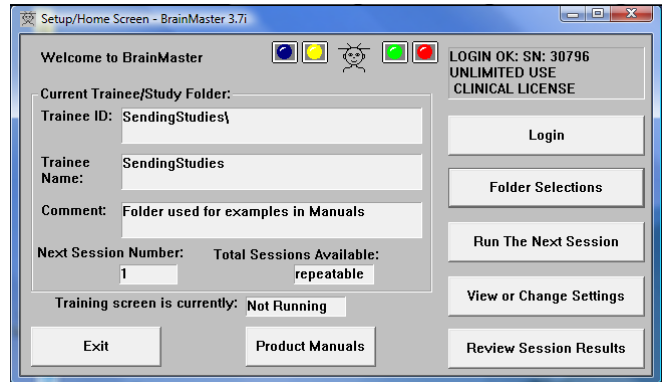 Setup/Home Screen - BrainMaster 3.7i
Welcome to BrainMaster
LOGIN OK: SN: 30796
UNLIMITED USE
CLINICAL LICENSE
Current Trainee/Study Folder:
Trainee ID: SendingStudies\
Trainee
Name:
SendingStudies
Comment: Folder used for examples in Manuals
Next Session Number:
1
Total Sessions Available:
repeatable
Training screen is currently: Not Running
Exit
Product Manuals
Login
Folder Selections
Run The Next Session
View or Change Settings
Review Session Results